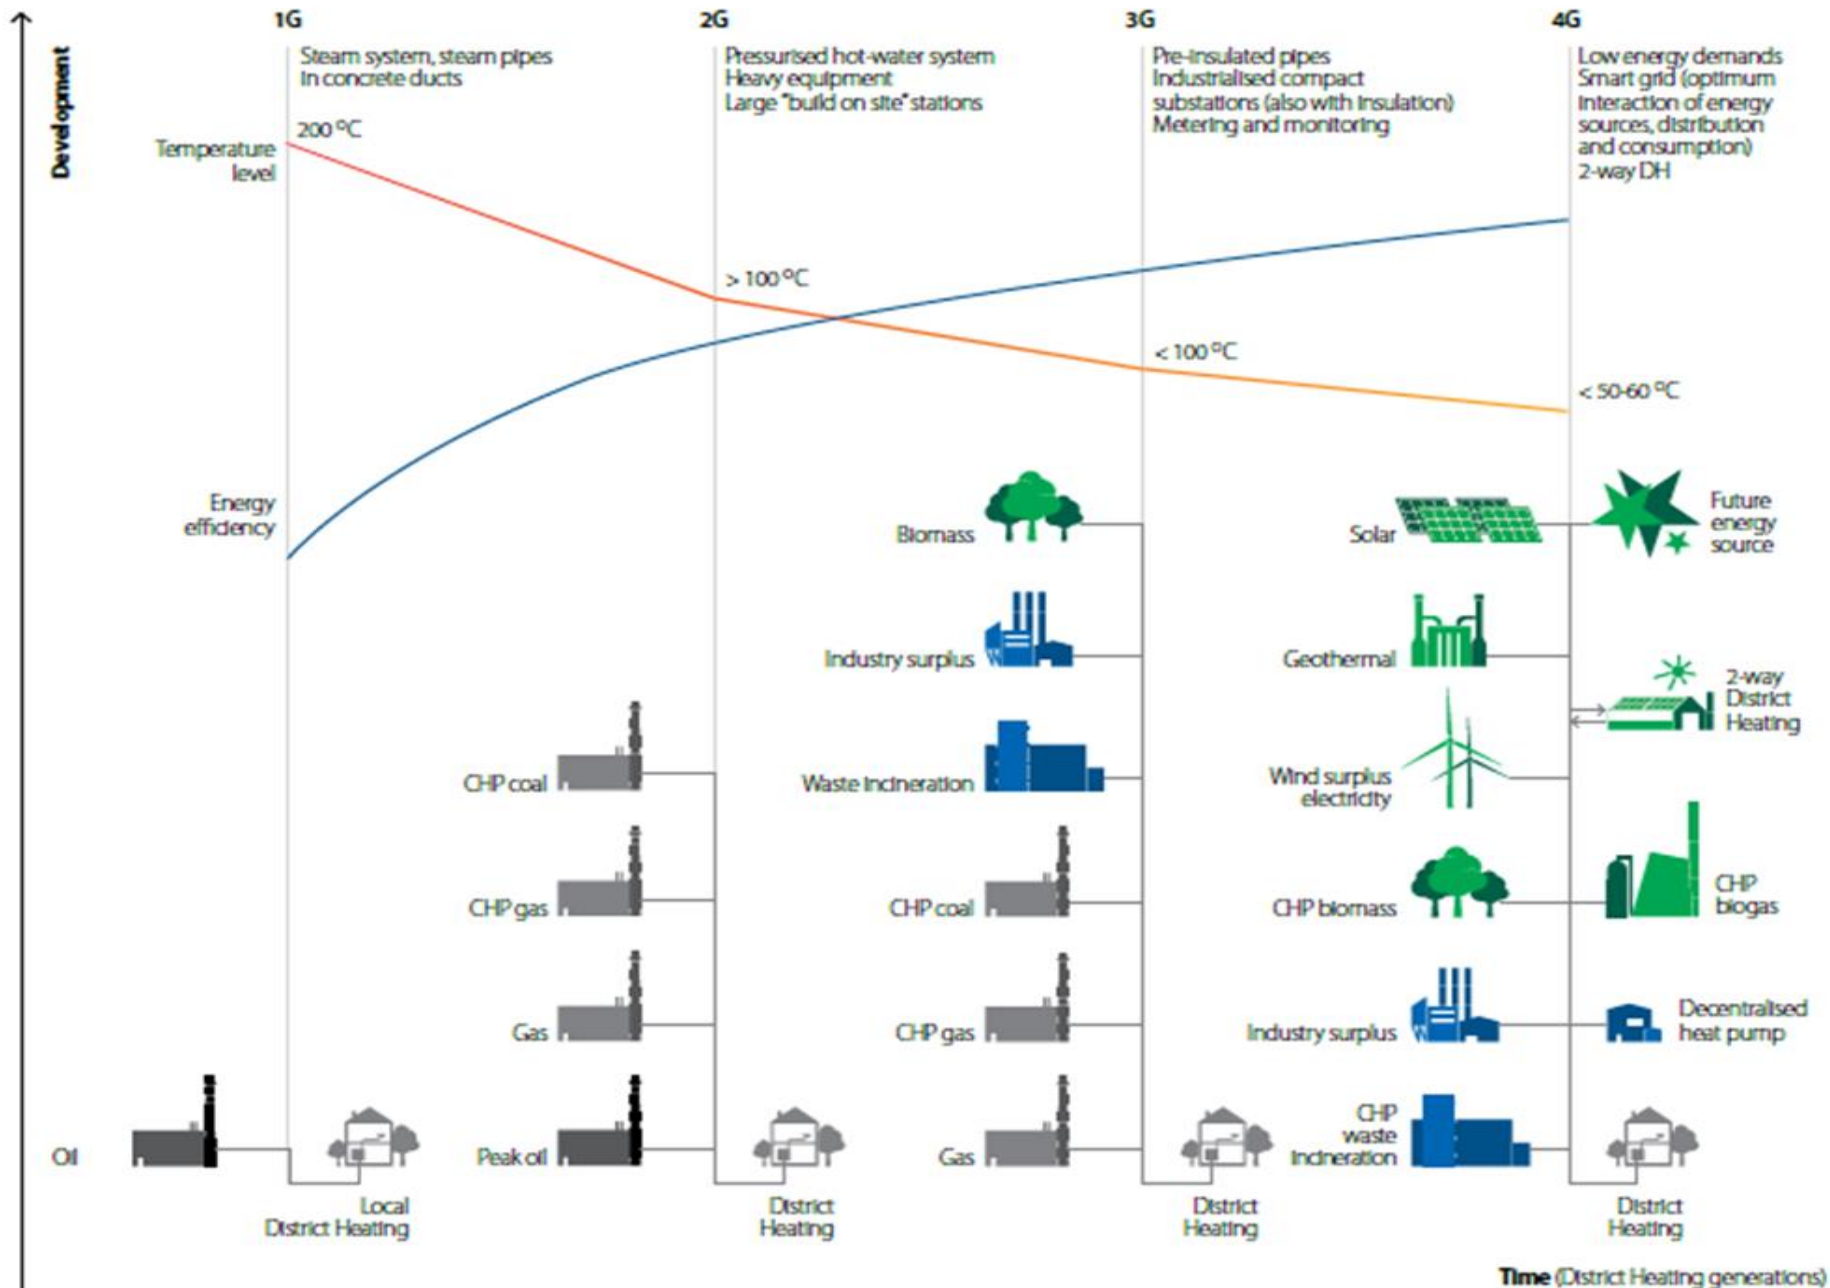 1G
2G
3G
4G
Development
Steam system, steam pipes
in concrete ducts
Pressurised hot-water system
Heavy equipment
Large "build on site" stations
Pre-insulated pipes
Industrialised compact
substations (also with insulation)
Metering and monitoring
Low energy demands
Smart grid (optimum
interaction of energy
sources, distribution
and consumption)
2-way DH
Temperature
level
200 °C
> 100 °C
< 100 °C
< 50-60 °C
Energy
efficiency
Biomass
Solar
Future
energy
source
Industry surplus
Geothermal
2-way
District
Heating
CHP coal
Waste incineration
Wind surplus
electricity
CHP gas
CHP coal
CHP biomass
CHP
biogas
Gas
CHP gas
Industry surplus
Decentralised
heat pump
Oil
Peak oil
Gas
CHP
waste
incineration
Local
District Heating
District
Heating
District
Heating
District
Heating
Time (District Heating generations)